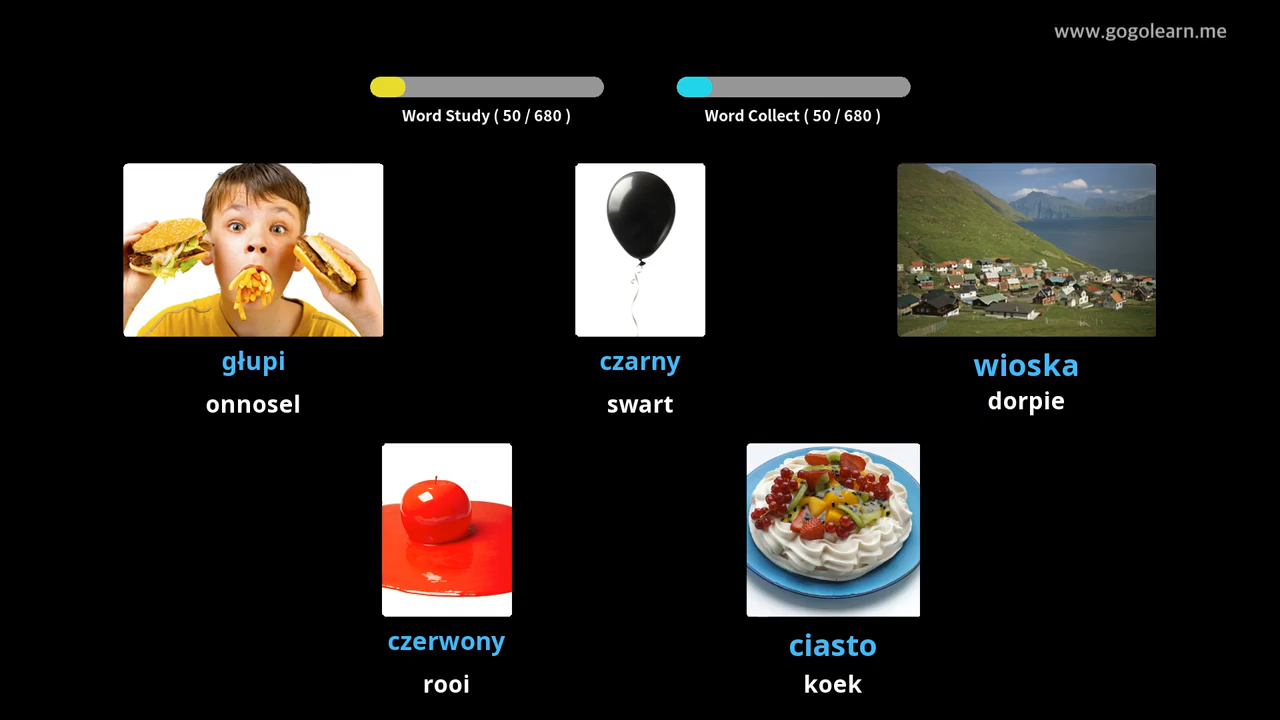 www.gogolearn.me
Word Study ( 50 / 680 )
Word Collect ( 50 / 680 )
głupi
onnosel
czarny
swart
wioska
dorpie
czerwony
rooi
ciasto
koek